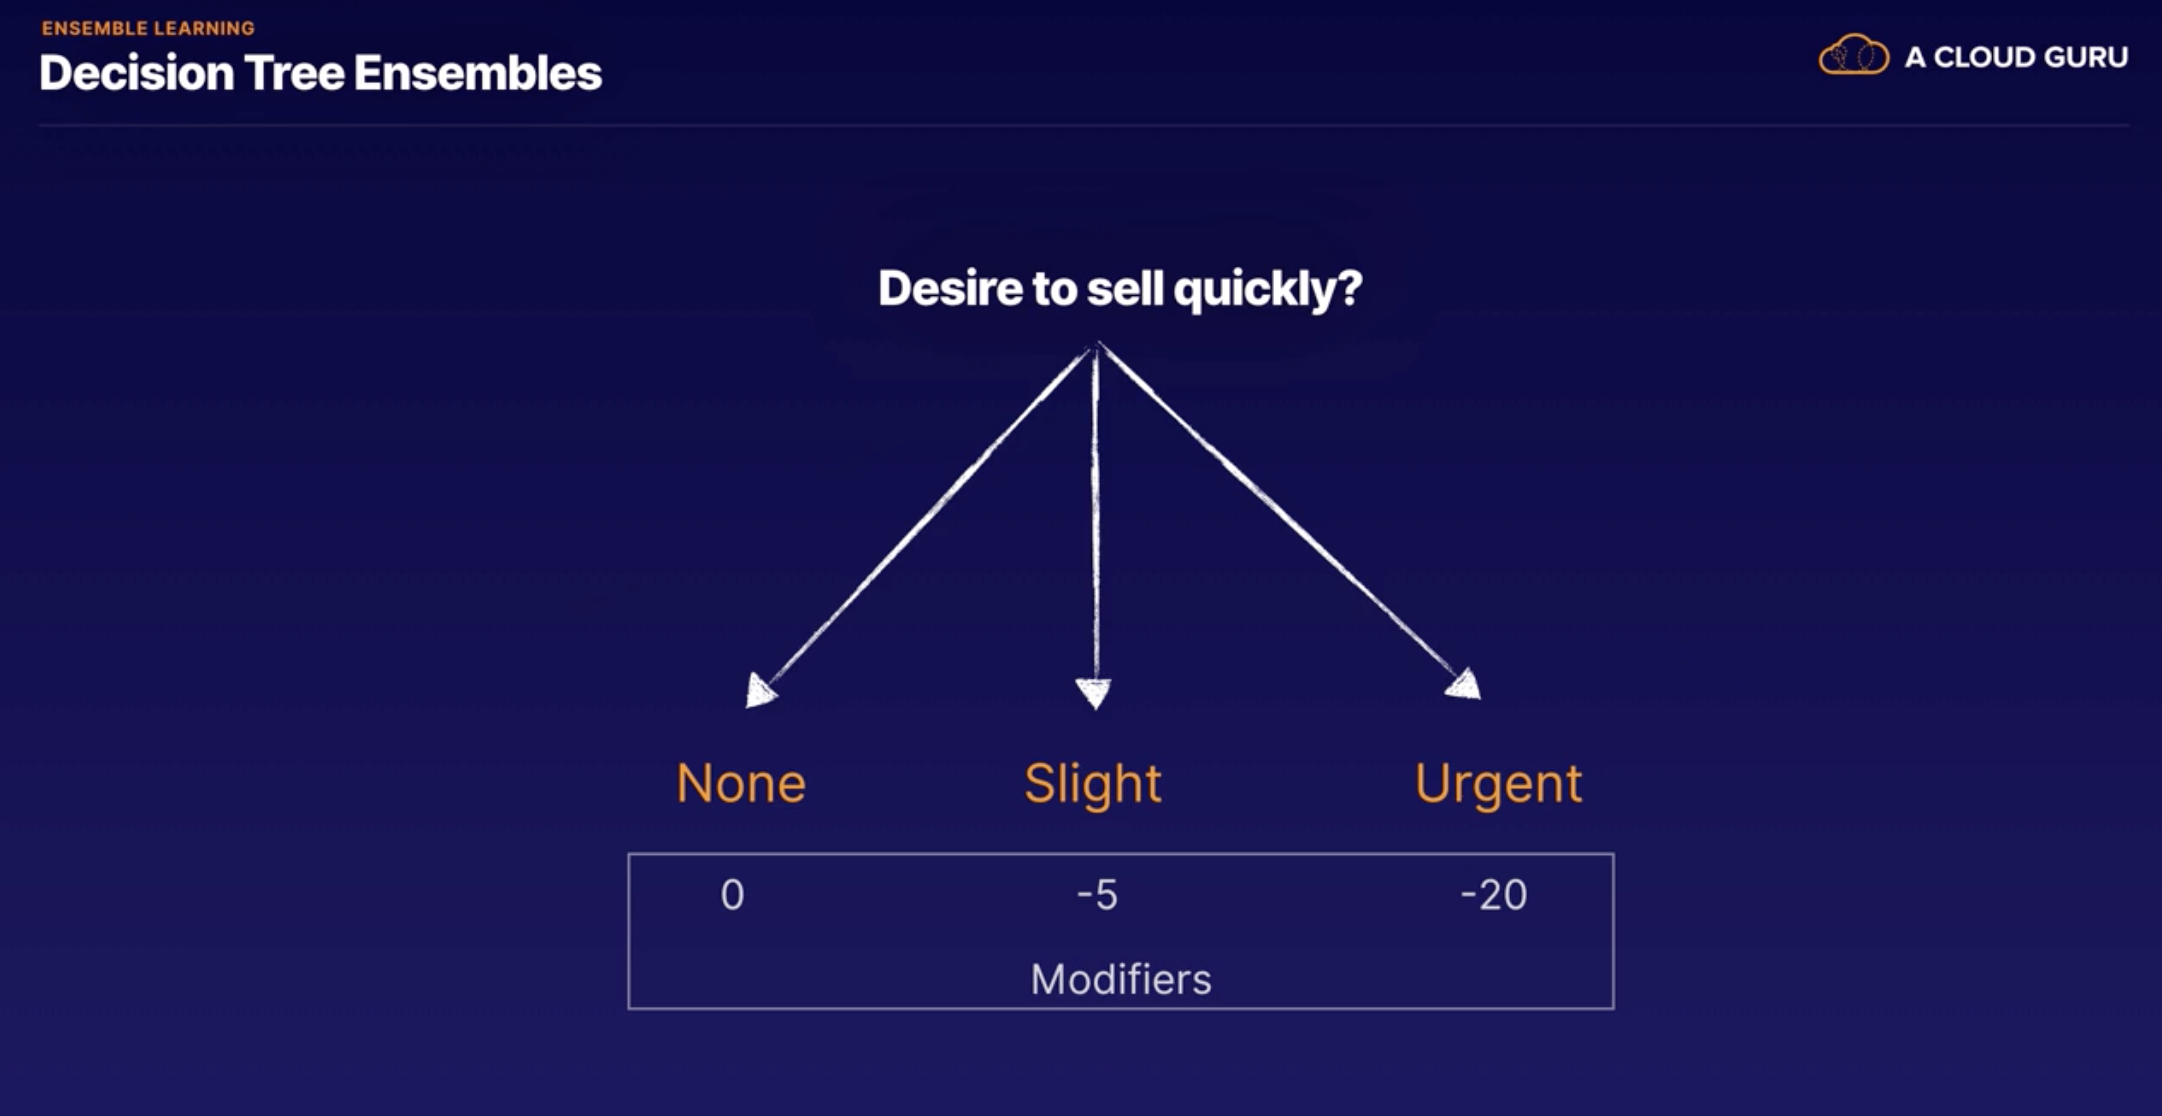 ENSEMBLE LEARNING
Decision Tree Ensembles
A CLOUD GURU
Desire to sell quickly?
None Slight Urgent
0 -5 -20
Modifiers